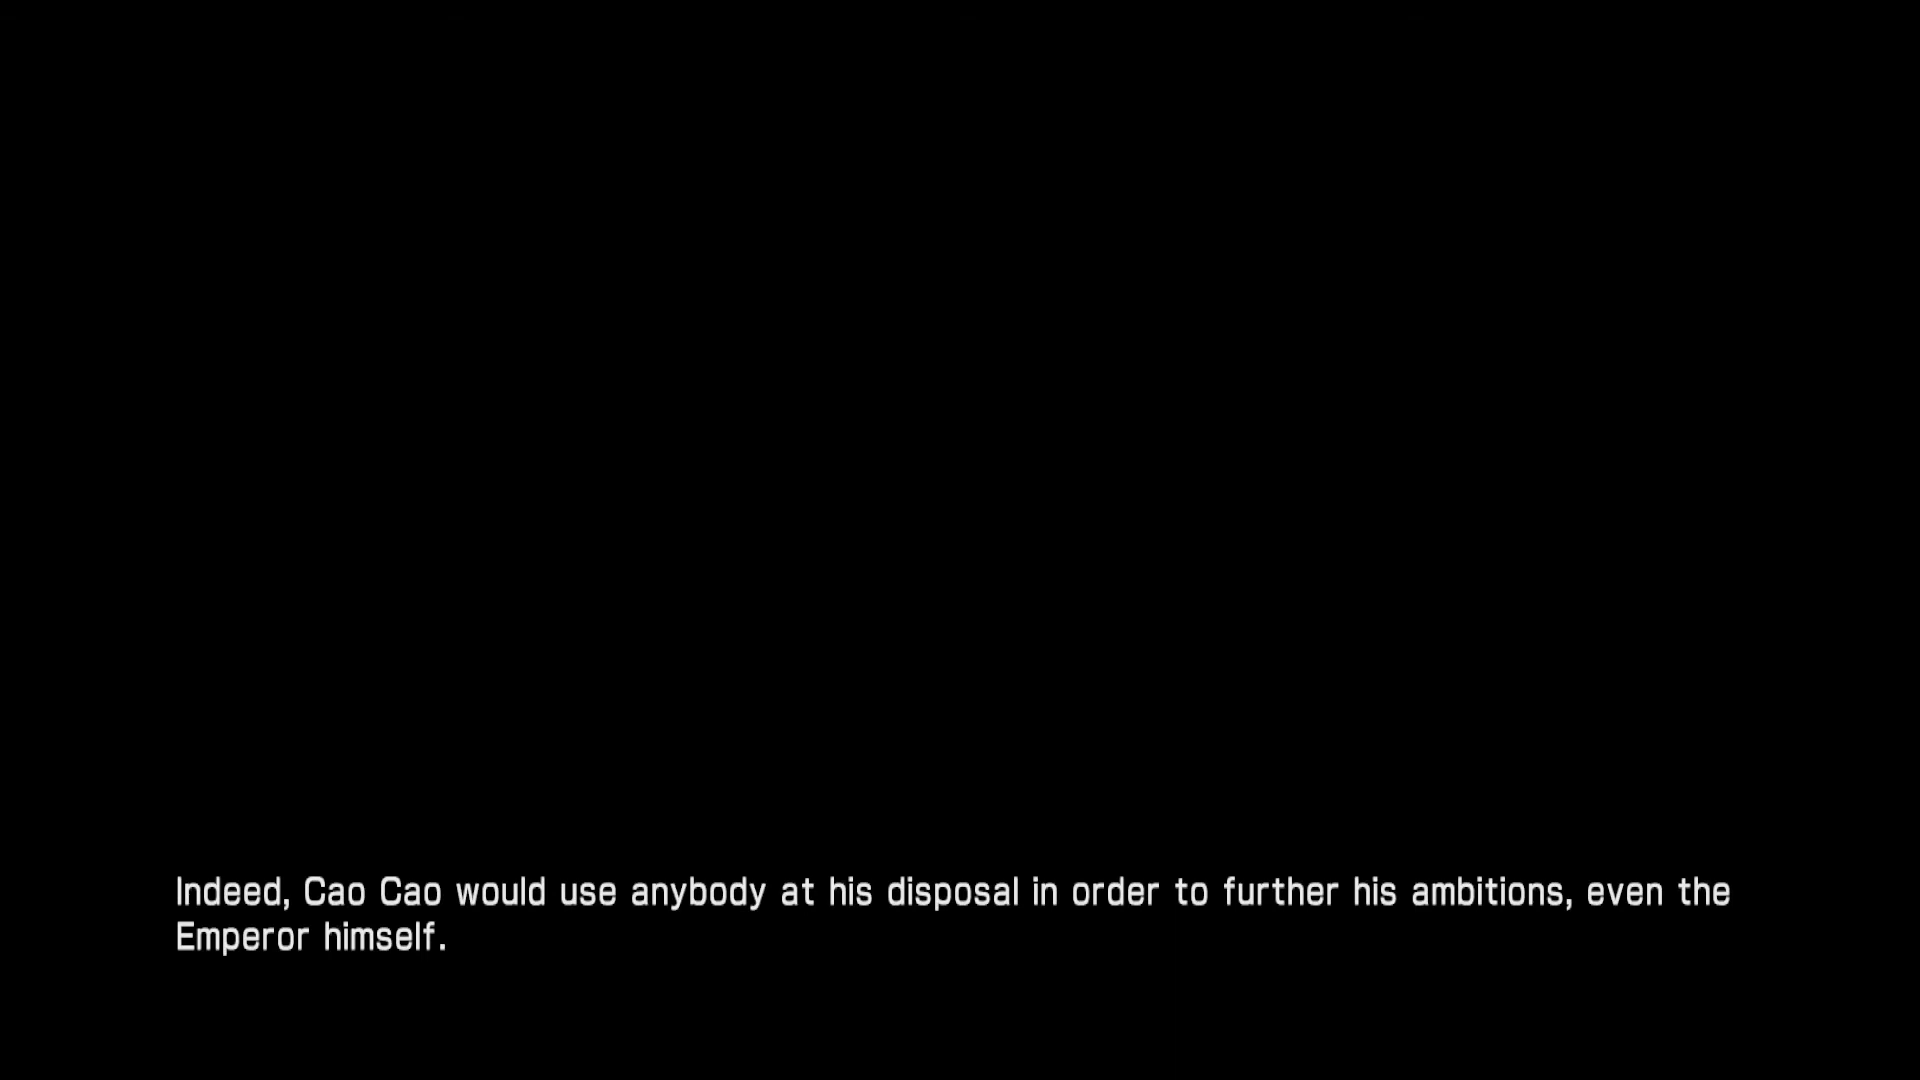 Indeed, Cao Cao would use anybody at his disposal in order to further his ambitions, even the
Emperor himself.